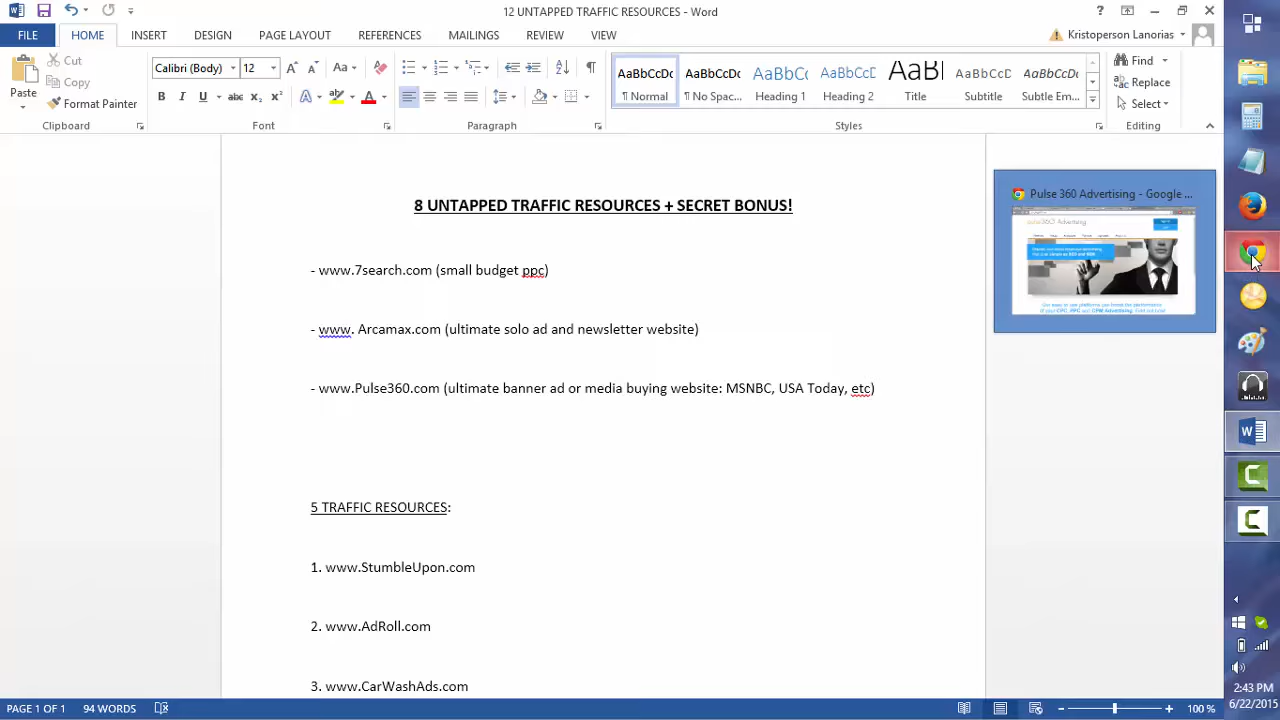 12 UNTAPPED TRAFFIC RESOURCES - Word
FILE HOME INSERT DESIGN PAGE LAYOUT REFERENCES MAILINGS REVIEW VIEW
Kristoperson Lanorias
Paste
Cut
Copy
Format Painter
Clipboard
Calibri (Body) 12
Font
Paragraph
AaBbCcDc AaBbCcDc AaBbCc AaBbCcC AaBl AaBbCcD AaBbCcDc
¶ Normal ¶ No Spac... Heading 1 Heading 2 Title Subtitle Subtle Em...
Styles
Find
Replace
Select
Editing
8 UNTAPPED TRAFFIC RESOURCES + SECRET BONUS!
- www.7search.com (small budget ppc)
- www. Arcamax.com (ultimate solo ad and newsletter website)
- www.Pulse360.com (ultimate banner ad or media buying website: MSNBC, USA Today, etc)
5 TRAFFIC RESOURCES:
1. www.StumbleUpon.com
2. www.AdRoll.com
3. www.CarWashAds.com
Pulse 360 Advertising - Google ...
pulse360 Advertising
PAGE 1 OF 1 94 WORDS
100 %
2:43 PM
6/22/2015